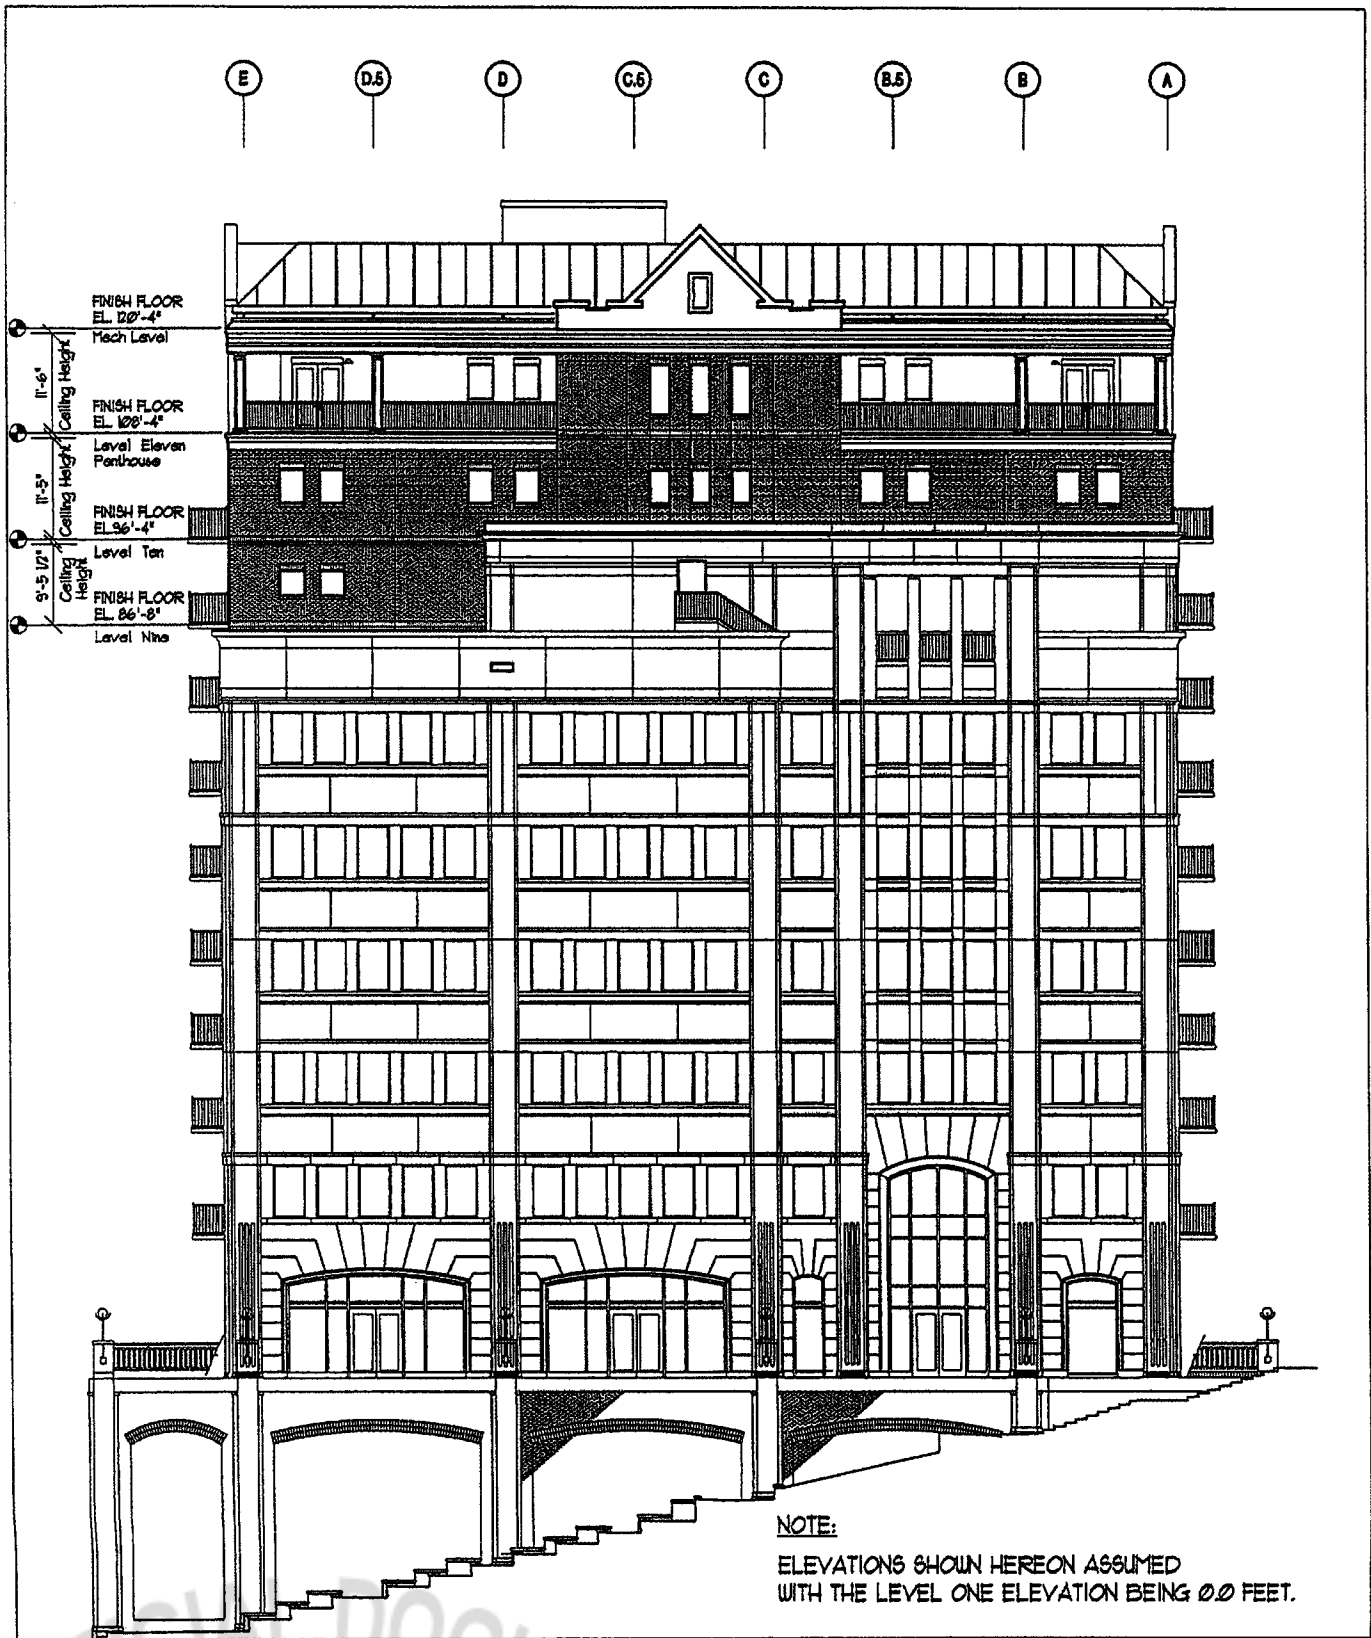 E D.5 D C.5 C B.5 B A
FINISH FLOOR
EL. 120'-4"
Mech Level
11'-6"
Ceiling Height
FINISH FLOOR
EL. 108'-4"
Level Eleven
Penthouse
11'-5"
Ceiling Height
FINISH FLOOR
EL. 96'-4"
Level Ten
9'-5 1/2"
Ceiling
Height
FINISH FLOOR
EL. 86'-8"
Level Nine
NOTE:
ELEVATIONS SHOWN HEREON ASSUMED
WITH THE LEVEL ONE ELEVATION BEING 0.0 FEET.